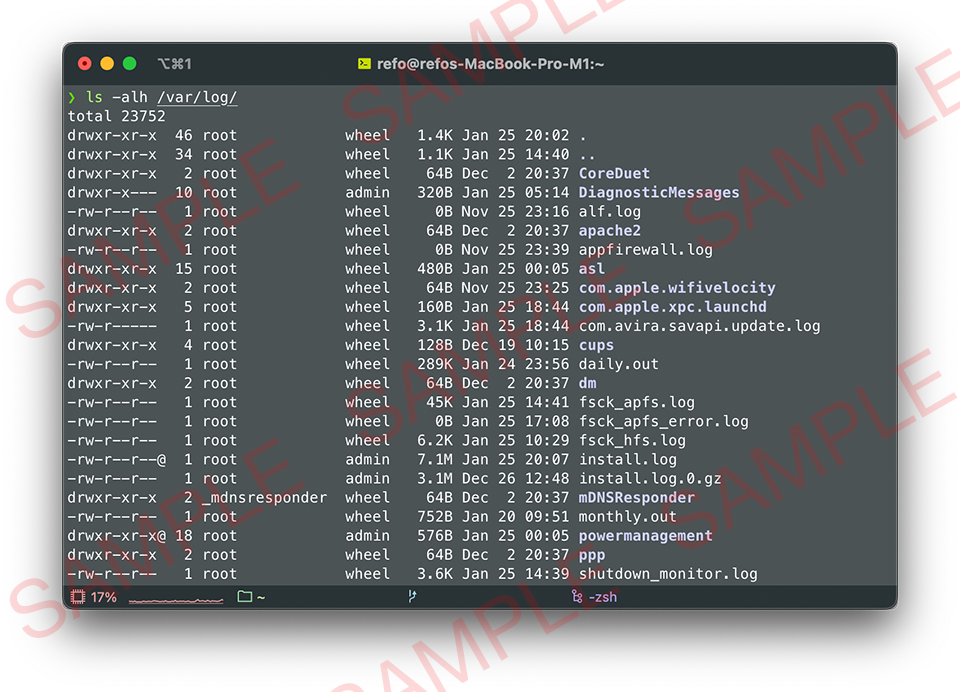 ⌥⌘1 refo@refos-MacBook-Pro-M1:~
❯ ls -alh /var/log/
total 23752
drwxr-xr-x 46 root wheel 1.4K Jan 25 20:02 .
drwxr-xr-x 34 root wheel 1.1K Jan 25 14:40 ..
drwxr-xr-x 2 root wheel 64B Dec 2 20:37 CoreDuet
drwxr-x--- 10 root admin 320B Jan 25 05:14 DiagnosticMessages
-rw-r--r-- 1 root wheel 0B Nov 25 23:16 alf.log
drwxr-xr-x 2 root wheel 64B Dec 2 20:37 apache2
-rw-r--r-- 1 root wheel 0B Nov 25 23:39 appfirewall.log
drwxr-xr-x 15 root wheel 480B Jan 25 00:05 asl
drwxr-xr-x 2 root wheel 64B Nov 25 23:25 com.apple.wifivelocity
drwxr-xr-x 5 root wheel 160B Jan 25 18:44 com.apple.xpc.launchd
-rw-r----- 1 root wheel 3.1K Jan 25 18:44 com.avira.savapi.update.log
drwxr-xr-x 4 root wheel 128B Dec 19 10:15 cups
-rw-r--r-- 1 root wheel 289K Jan 24 23:56 daily.out
drwxr-xr-x 2 root wheel 64B Dec 2 20:37 dm
-rw-r--r-- 1 root wheel 45K Jan 25 14:41 fsck_apfs.log
-rw-r--r-- 1 root wheel 0B Jan 25 17:08 fsck_apfs_error.log
-rw-r--r-- 1 root wheel 6.2K Jan 25 10:29 fsck_hfs.log
-rw-r--r--@ 1 root admin 7.1M Jan 25 20:07 install.log
-rw-r--r-- 1 root admin 3.1M Dec 26 12:48 install.log.0.gz
drwxr-xr-x 2 _mdnsresponder wheel 64B Dec 2 20:37 mDNSResponder
-rw-r--r-- 1 root wheel 752B Jan 20 09:51 monthly.out
drwxr-xr-x@ 18 root admin 576B Jan 25 00:05 powermanagement
drwxr-xr-x 2 root wheel 64B Dec 2 20:37 ppp
-rw-r--r-- 1 root wheel 3.6K Jan 25 14:39 shutdown_monitor.log
17% ~ -zsh
SAMPLE
SAMPLE
SAMPLE
SAMPLE
SAMPLE
SAMPLE
SAMPLE
SAMPLE